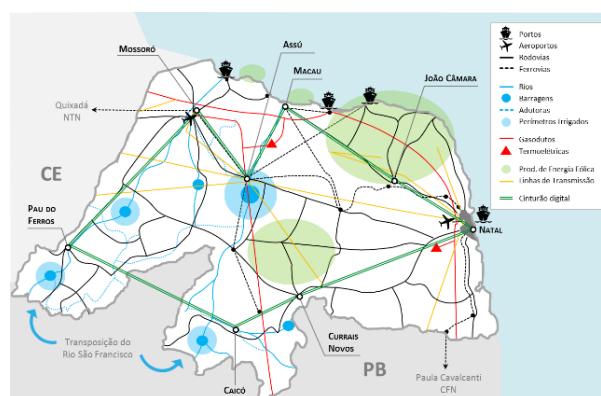 Mossoró
Assú
Macau
João Câmara
Quixadá
NTN
CE
Pau do
Ferros
Natal
Transposição do
Rio São Francisco
Caicó
Currais
Novos
PB
Paula Cavalcanti
CFN
Portos
Aeroportos
Rodovias
Ferrovias
Rios
Barragens
Adutoras
Perímetros Irrigados
Gasodutos
Termoelétricas
Prod. de Energia Eólica
Linhas de Transmissão
Cinturão digital